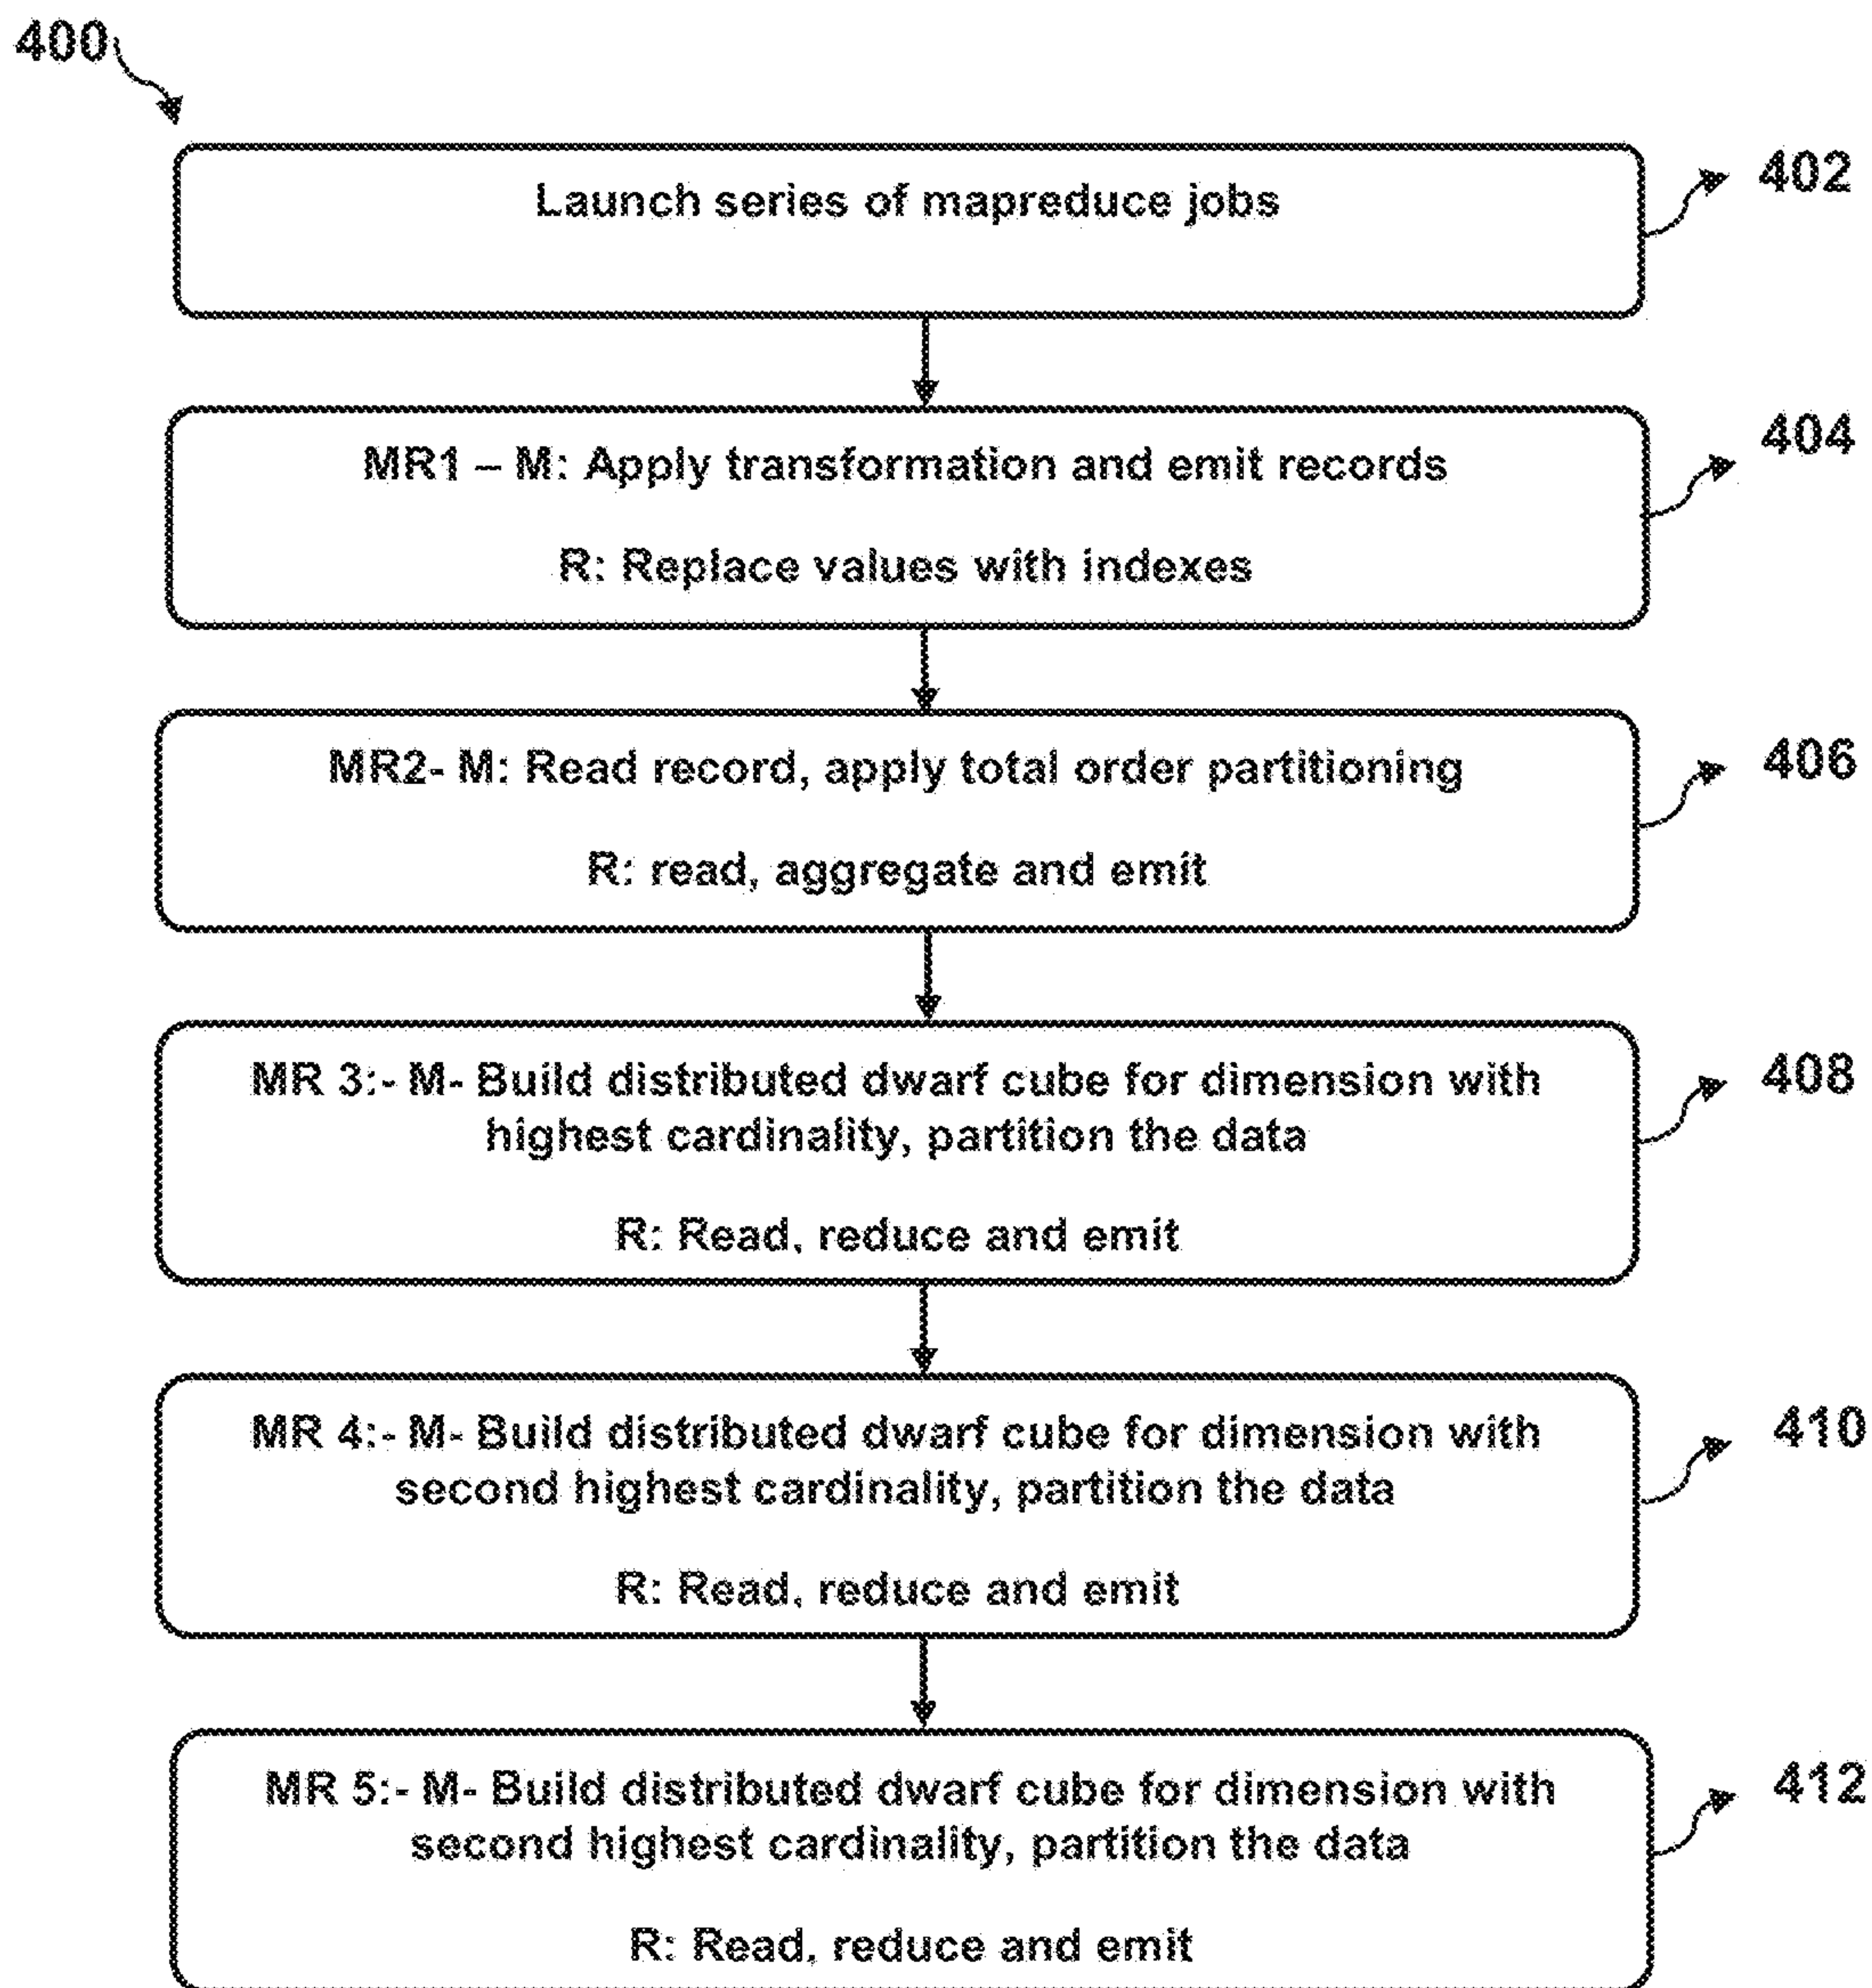 400
Launch series of mapreduce jobs
402
MR1 – M: Apply transformation and emit records
R: Replace values with indexes
404
MR2- M: Read record, apply total order partitioning
R: read, aggregate and emit
406
MR 3:- M- Build distributed dwarf cube for dimension with
highest cardinality, partition the data
R: Read, reduce and emit
408
MR 4:- M- Build distributed dwarf cube for dimension with
second highest cardinality, partition the data
R: Read, reduce and emit
410
MR 5:- M- Build distributed dwarf cube for dimension with
second highest cardinality, partition the data
R: Read, reduce and emit
412